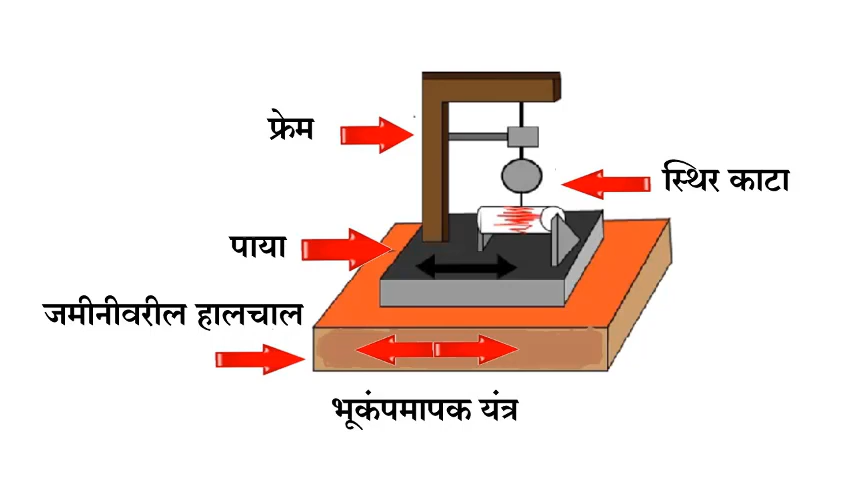 फ्रेम
स्थिर काटा
पाया
जमीनीवरील हालचाल
भूकंपमापक यंत्र